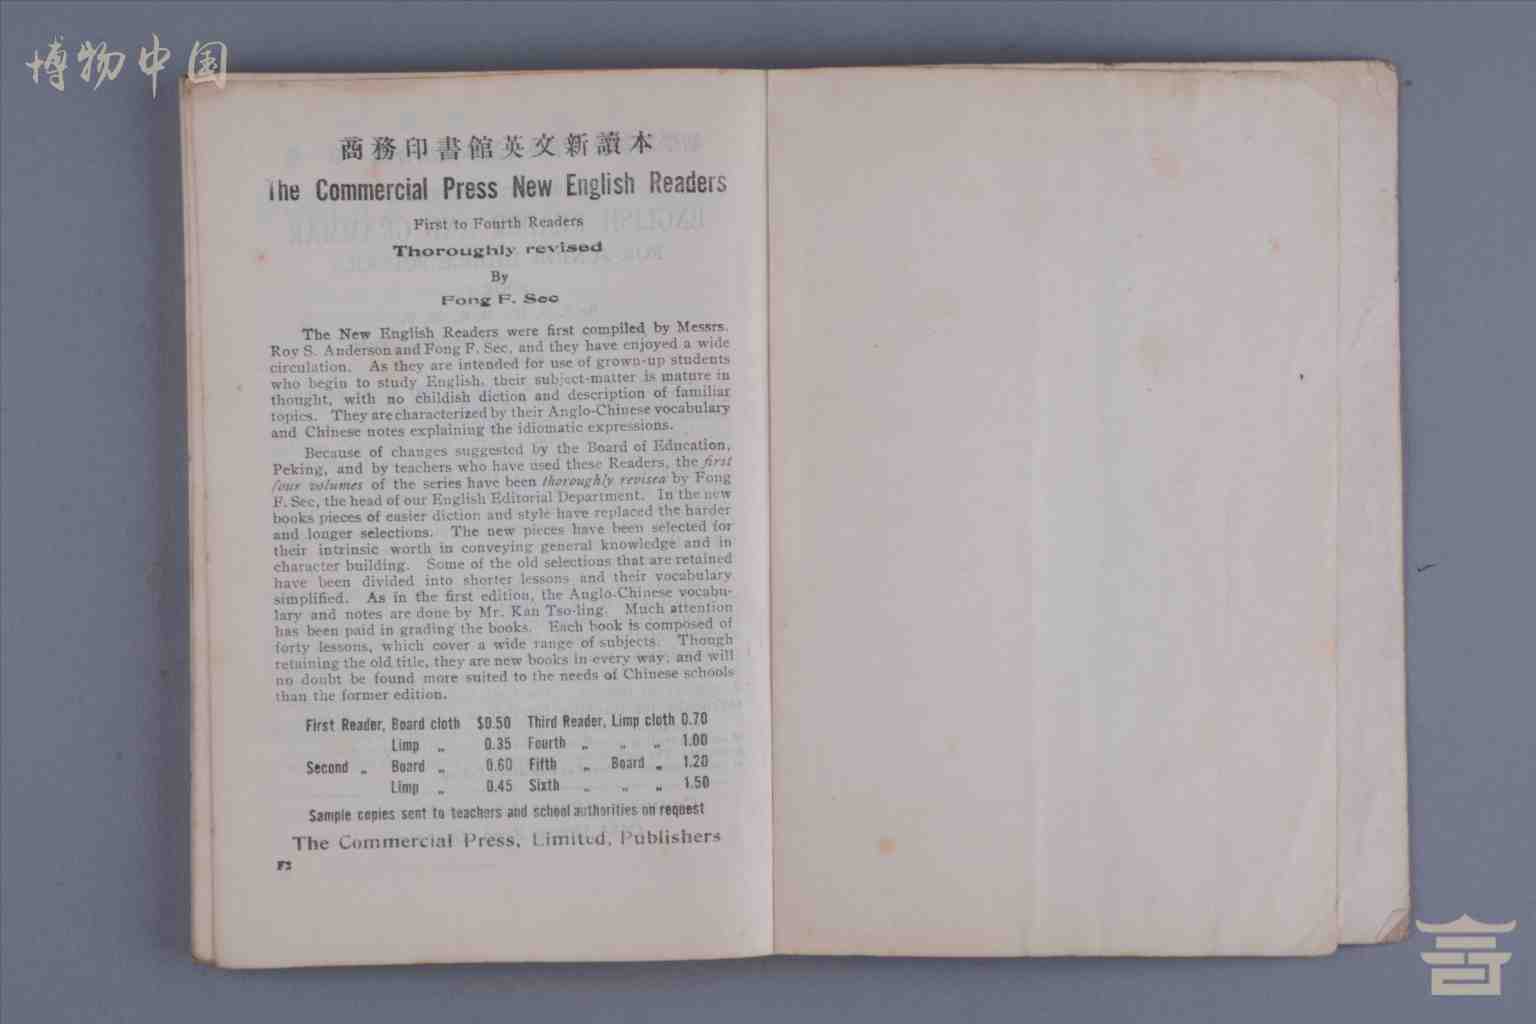 博物中国
商務印書館英文新讀本
The Commercial Press New English Readers
First to Fourth Readers
Thoroughly revised
By
Fong F. Sec
The New English Readers were first compiled by Messrs.
Roy S. Anderson and Fong F. Sec, and they have enjoyed a wide
circulation. As they are intended for use of grown-up students
who begin to study English, their subject-matter is mature in
thought, with no childish diction and description of familiar
topics. They are characterized by their Anglo-Chinese vocabulary
and Chinese notes explaining the idiomatic expressions.
Because of changes suggested by the Board of Education,
Peking, and by teachers who have used these Readers, the first
four volumes of the series have been thoroughly revised by Fong
F. Sec, the head of our English Editorial Department. In the new
books pieces of easier diction and style have replaced the harder
and longer selections. The new pieces have been selected for
their intrinsic worth in conveying general knowledge and in
character building. Some of the old selections that are retained
have been divided into shorter lessons and their vocabulary
simplified. As in the first edition, the Anglo-Chinese vocabu-
lary and notes are done by Mr. Kan Tso-ling. Much attention
has been paid in grading the books. Each book is composed of
forty lessons, which cover a wide range of subjects. Though
retaining the old title, they are new books in every way; and will
no doubt be found more suited to the needs of Chinese schools
than the former edition.
First Reader, Board cloth $0.50 Third Reader, Limp cloth 0.70
Limp „ 0.35 Fourth „ „ „ 1.00
Second „ Board „ 0.60 Fifth „ Board „ 1.20
Limp „ 0.45 Sixth „ „ „ 1.50
Sample copies sent to teachers and school authorities on request
The Commercial Press, Limited, Publishers
F2